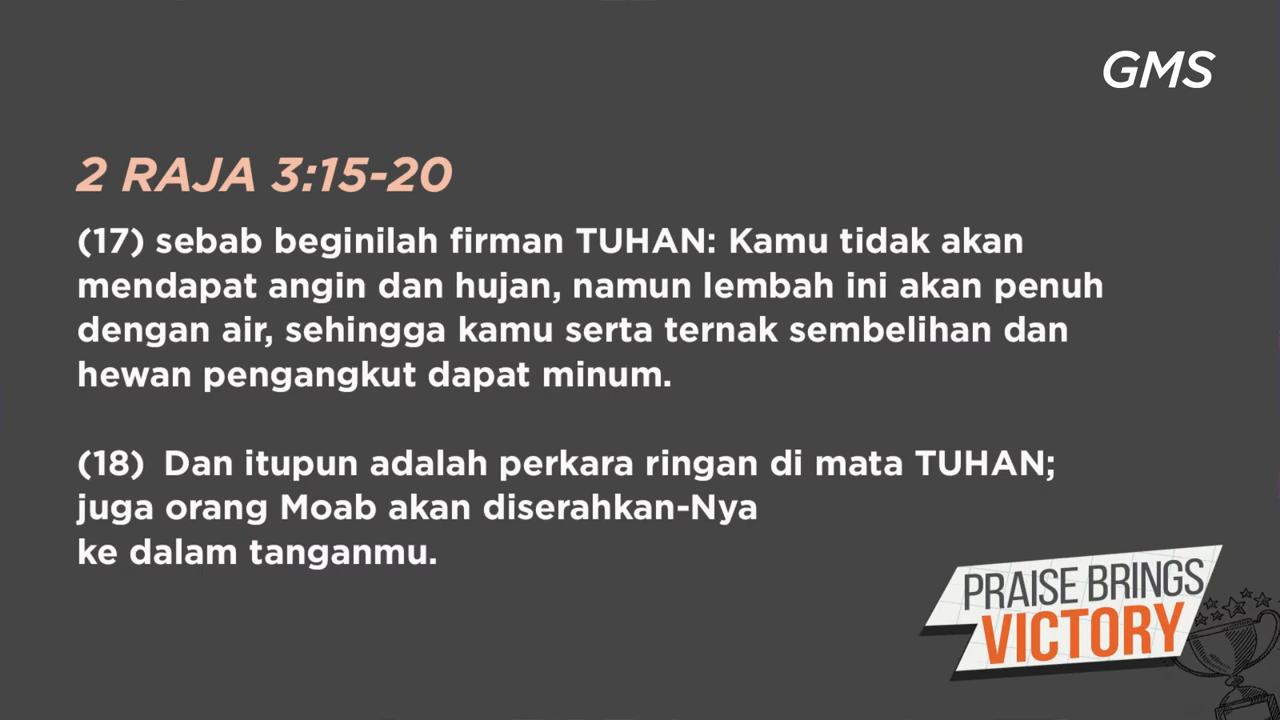 GMS
2 RAJA 3:15-20
(17) sebab beginilah firman TUHAN: Kamu tidak akan
mendapat angin dan hujan, namun lembah ini akan penuh
dengan air, sehingga kamu serta ternak sembelihan dan
hewan pengangkut dapat minum.
(18) Dan itupun adalah perkara ringan di mata TUHAN;
juga orang Moab akan diserahkan-Nya
ke dalam tanganmu.
PRAISE BRINGS
VICTORY